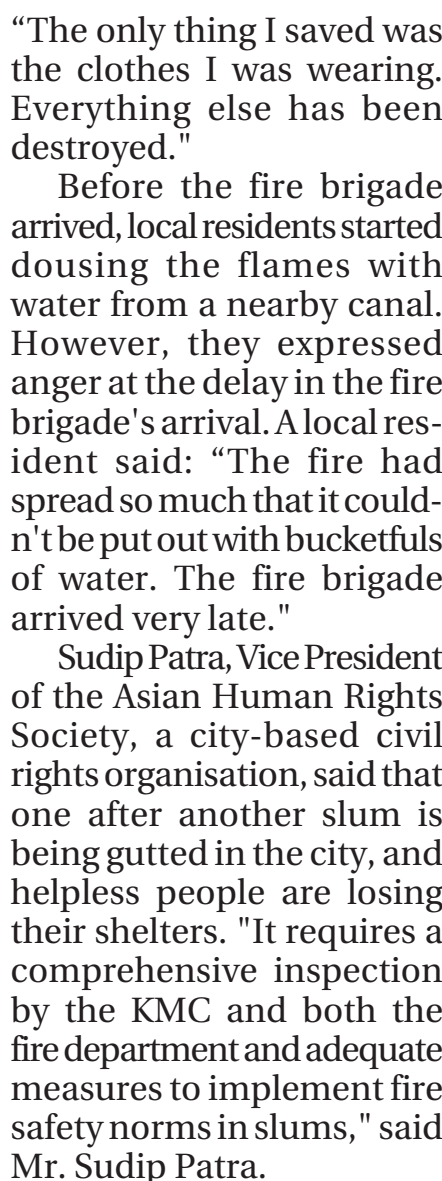 “The only thing I saved was
the clothes I was wearing.
Everything else has been
destroyed."
Before the fire brigade
arrived, local residents started
dousing the flames with
water from a nearby canal.
However, they expressed
anger at the delay in the fire
brigade's arrival. A local res-
ident said: “The fire had
spread so much that it could-
n't be put out with bucketfuls
of water. The fire brigade
arrived very late."
Sudip Patra, Vice President
of the Asian Human Rights
Society, a city-based civil
rights organisation, said that
one after another slum is
being gutted in the city, and
helpless people are losing
their shelters. "It requires a
comprehensive inspection
by the KMC and both the
fire department and adequate
measures to implement fire
safety norms in slums," said
Mr. Sudip Patra.